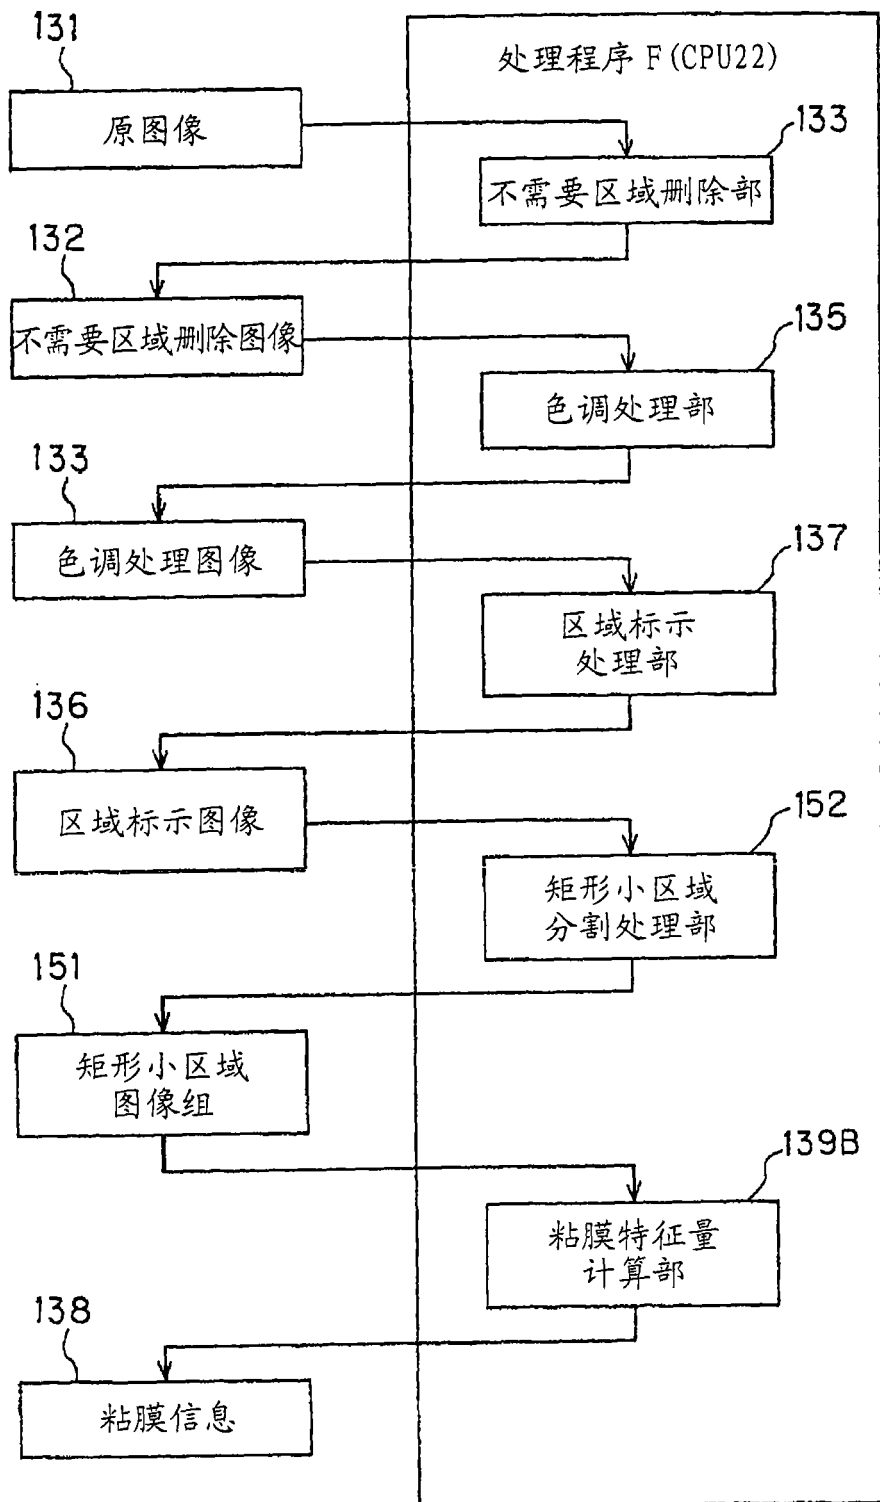 131
处理程序 F(CPU22)
原图像
133
不需要区域删除部
132
不需要区域删除图像
135
色调处理部
133
色调处理图像
137
区域标示
处理部
136
区域标示图像
152
矩形小区域
分割处理部
151
矩形小区域
图像组
139B
粘膜特征量
计算部
138
粘膜信息